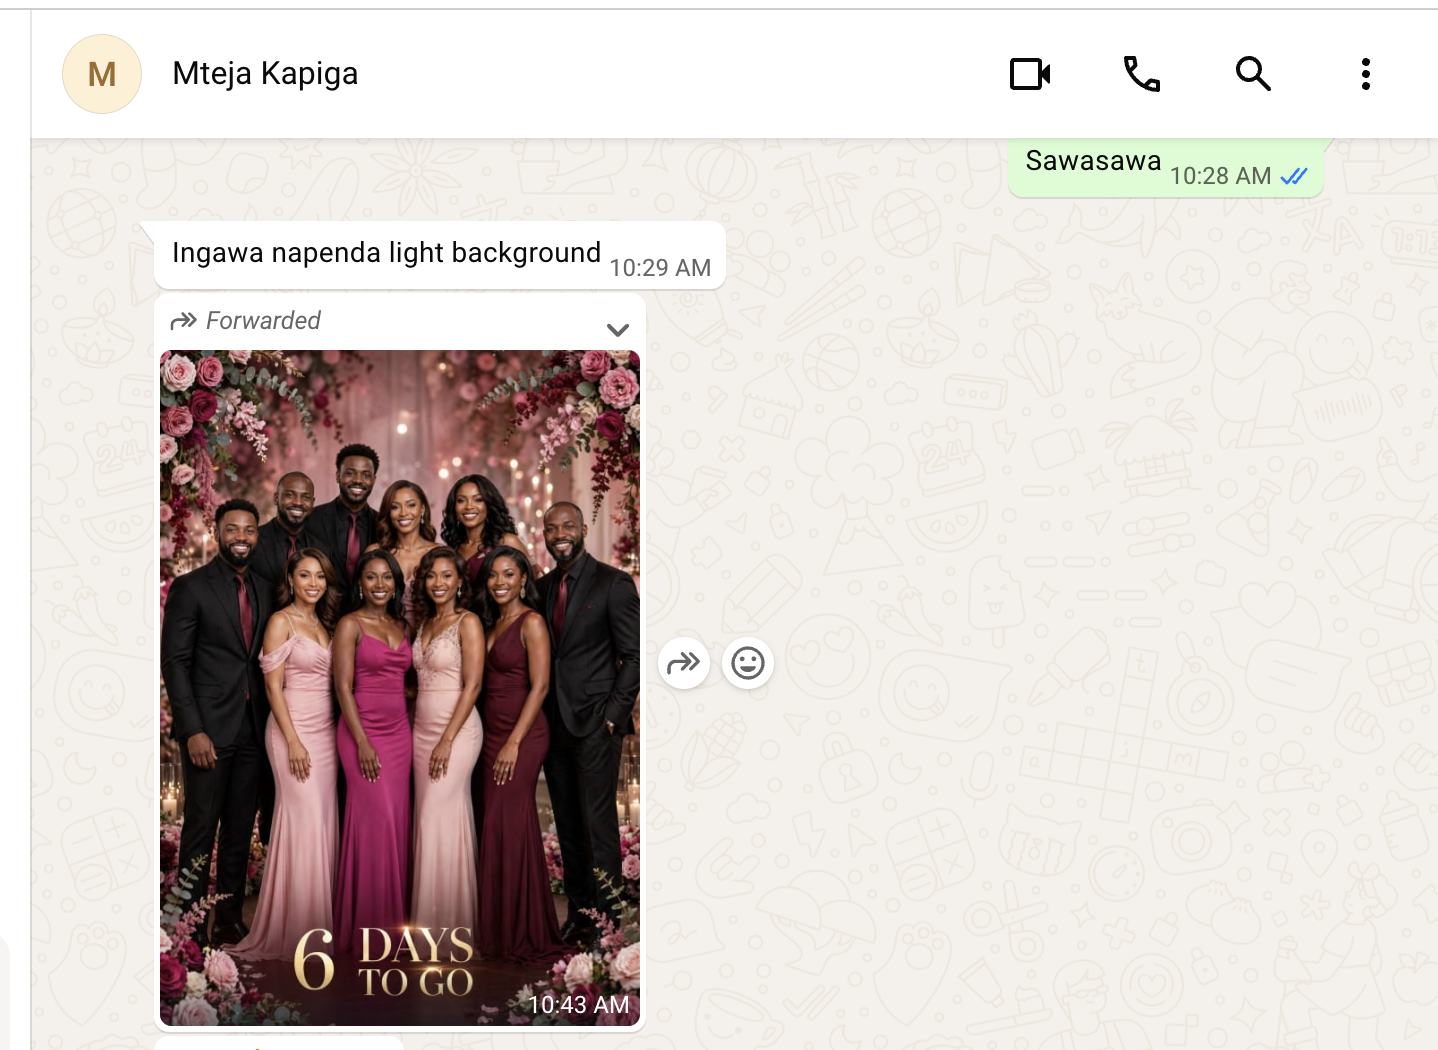 M
Mteja Kapiga
Sawasawa 10:28 AM
Ingawa napenda light background 10:29 AM
Forwarded
6 DAYS
TO GO
10:43 AM